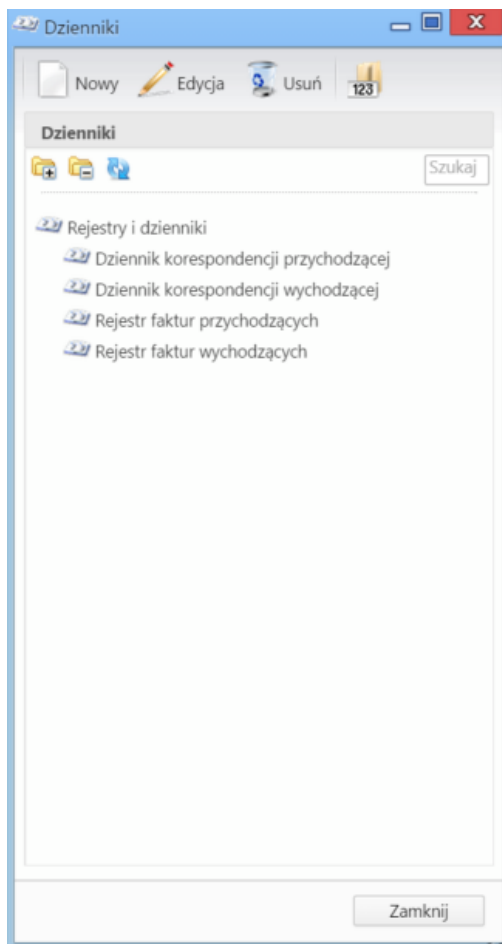 Dzienniki
Nowy Edycja Usuń 123
Dzienniki
Szukaj
Rejestry i dzienniki
Dziennik korespondencji przychodzącej
Dziennik korespondencji wychodzącej
Rejestr faktur przychodzących
Rejestr faktur wychodzących
Zamknij